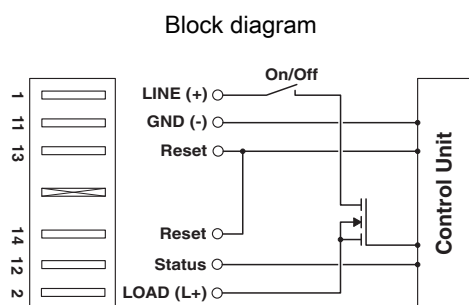 Block diagram
On/Off
1 LINE (+)
11 GND (-)
13 Reset
14 Reset
12 Status
2 LOAD (L+)
Control Unit